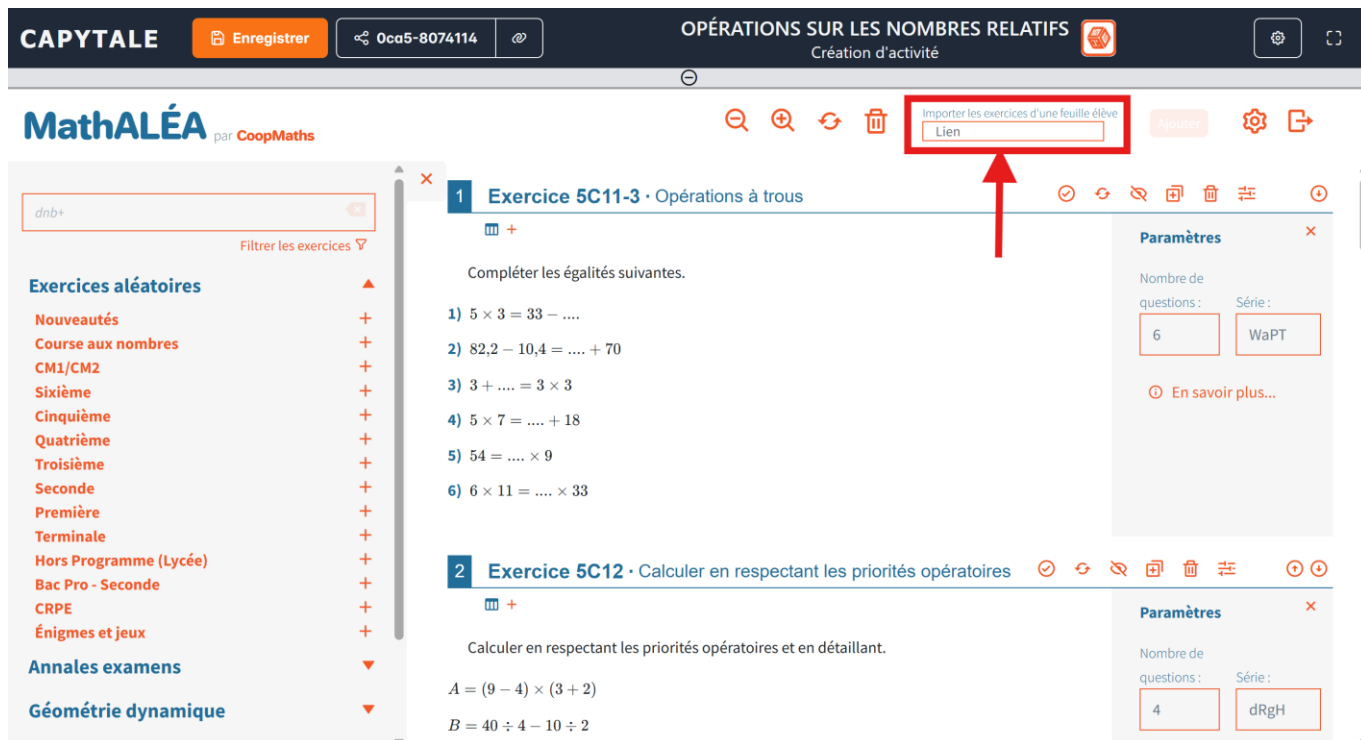 CAPYTALE
Enregistrer
0ca5-8074114
OPÉRATIONS SUR LES NOMBRES RELATIFS
Création d'activité
MathALÉA par CoopMaths
Importer les exercices d'une feuille élève
Lien
Ajouter
dnb+
Filtrer les exercices
Exercices aléatoires
Nouveautés
Course aux nombres
CM1/CM2
Sixième
Cinquième
Quatrième
Troisième
Seconde
Première
Terminale
Hors Programme (Lycée)
Bac Pro - Seconde
CRPE
Énigmes et jeux
Annales examens
Géométrie dynamique
1 Exercice 5C11-3 · Opérations à trous
Compléter les égalités suivantes.
1) 5 × 3 = 33 − ....
2) 82,2 − 10,4 = .... + 70
3) 3 + .... = 3 × 3
4) 5 × 7 = .... + 18
5) 54 = .... × 9
6) 6 × 11 = .... × 33
Paramètres
Nombre de
questions : Série :
6 WaPT
En savoir plus...
2 Exercice 5C12 · Calculer en respectant les priorités opératoires
Calculer en respectant les priorités opératoires et en détaillant.
A = (9 − 4) × (3 + 2)
B = 40 ÷ 4 − 10 ÷ 2
Paramètres
Nombre de
questions : Série :
4 dRgH